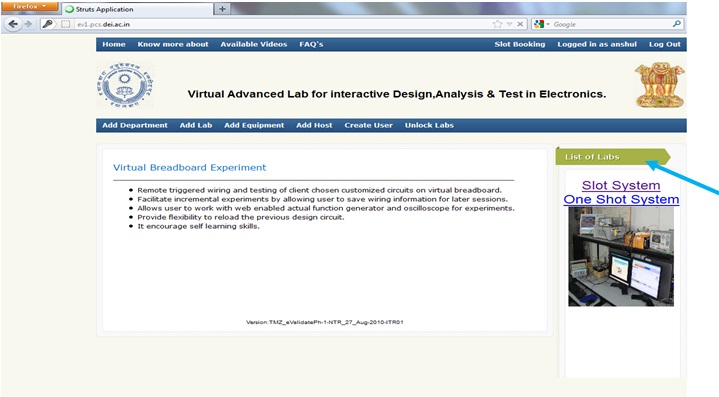 Firefox
Struts Application
ev1.pcs.dei.ac.in
Google
Home Know more about Available Videos FAQ's Slot Booking Logged in as anshul Log Out
Virtual Advanced Lab for interactive Design,Analysis & Test in Electronics.
Add Department Add Lab Add Equipment Add Host Create User Unlock Labs
Virtual Breadboard Experiment
Remote triggered wiring and testing of client chosen customized circuits on virtual breadboard.
Facilitate incremental experiments by allowing user to save wiring information for later sessions.
Allows user to work with web enabled actual function generator and oscilloscope for experiments.
Provide flexibility to reload the previous design circuit.
It encourage self learning skills.
Version:TMZ_eValidatePh-1-NTR_27_Aug-2010-ITR01
List of Labs
Slot System
One Shot System